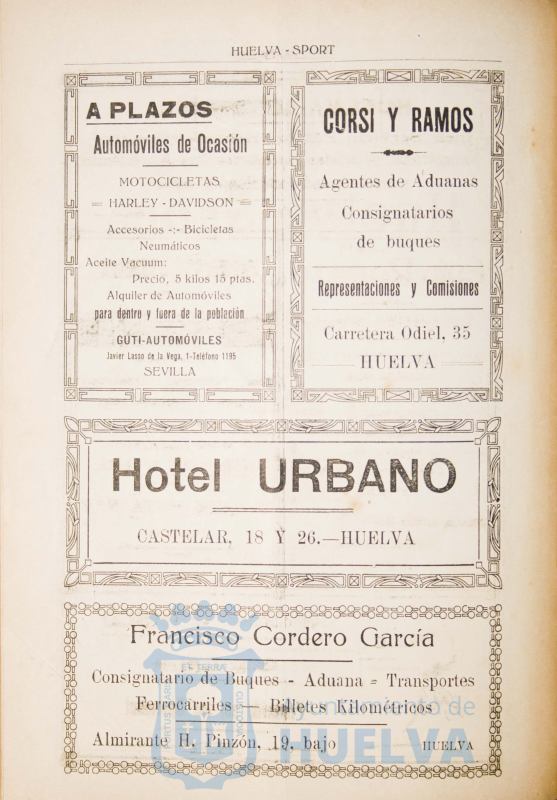 HUELVA - SPORT
A PLAZOS
Automóviles de Ocasión
MOTOCICLETAS
= HARLEY - DAVIDSON =
Accesorios -:- Bicicletas
Neumáticos
Aceite Vacuum:
Precio, 5 kilos 15 ptas.
Alquiler de Automóviles
para dentro y fuera de la población
GUTI-AUTOMÓVILES
Javier Lasso de la Vega, 1-Teléfono 1195
SEVILLA
CORSI Y RAMOS
Agentes de Aduanas
Consignatarios
de buques
Representaciones y Comisiones
Carretera Odiel, 35
HUELVA
Hotel URBANO
CASTELAR, 18 Y 26.—HUELVA
Francisco Cordero García
Consignatario de Buques - Aduana = Transportes
Ferrocarriles — Billetes Kilométricos
Almirante H. Pinzón, 19, bajo HUELVA
Ayuntamiento de
HUELVA